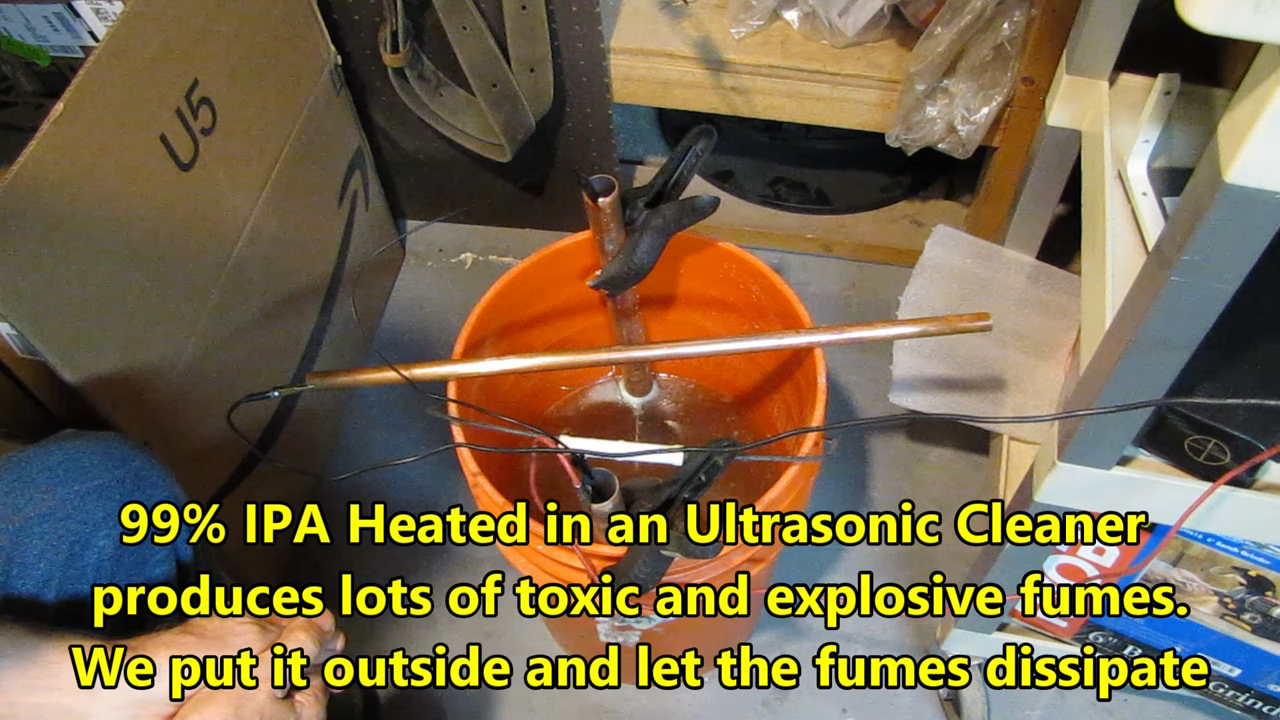 U5
99% IPA Heated in an Ultrasonic Cleaner
produces lots of toxic and explosive fumes.
We put it outside and let the fumes dissipate